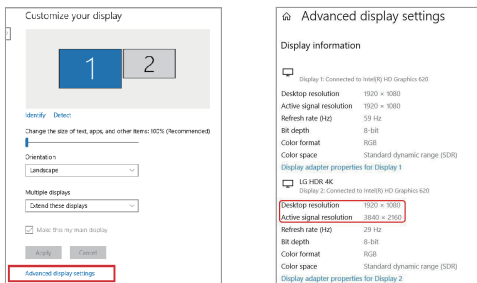 Customize your display
1
2
Identify Detect
Change the size of text, apps, and other items: 100% (Recommended)
Orientation
Landscape
Multiple displays
Extend these displays
Make this my main display
Apply Cancel
Advanced display settings
Advanced display settings
Display information
Display 1: Connected to Intel(R) HD Graphics 620
Desktop resolution 1920 × 1080
Active signal resolution 1920 × 1080
Refresh rate (Hz) 59 Hz
Bit depth 8-bit
Color format RGB
Color space Standard dynamic range (SDR)
Display adapter properties for Display 1
LG HDR 4K
Display 2: Connected to Intel(R) HD Graphics 620
Desktop resolution 1920 × 1080
Active signal resolution 3840 × 2160
Refresh rate (Hz) 29 Hz
Bit depth 8-bit
Color format RGB
Color space Standard dynamic range (SDR)
Display adapter properties for Display 2